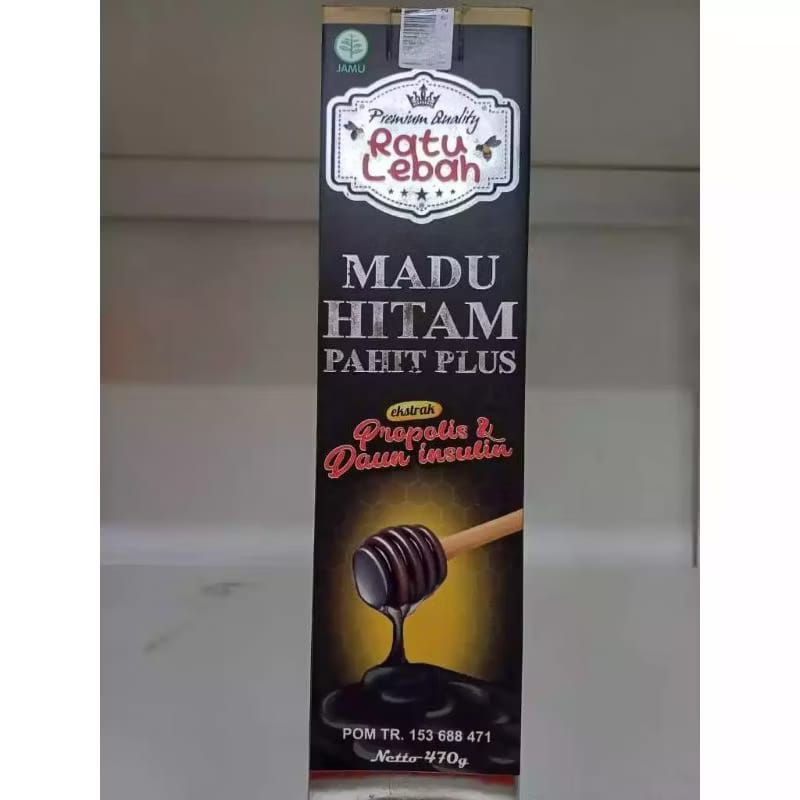 JAMU
Premium Quality
Ratu
Lebah
MADU
HITAM
PAHIT PLUS
ekstrak
Propolis &
Daun insulin
POM TR. 153 688 471
Netto 470g